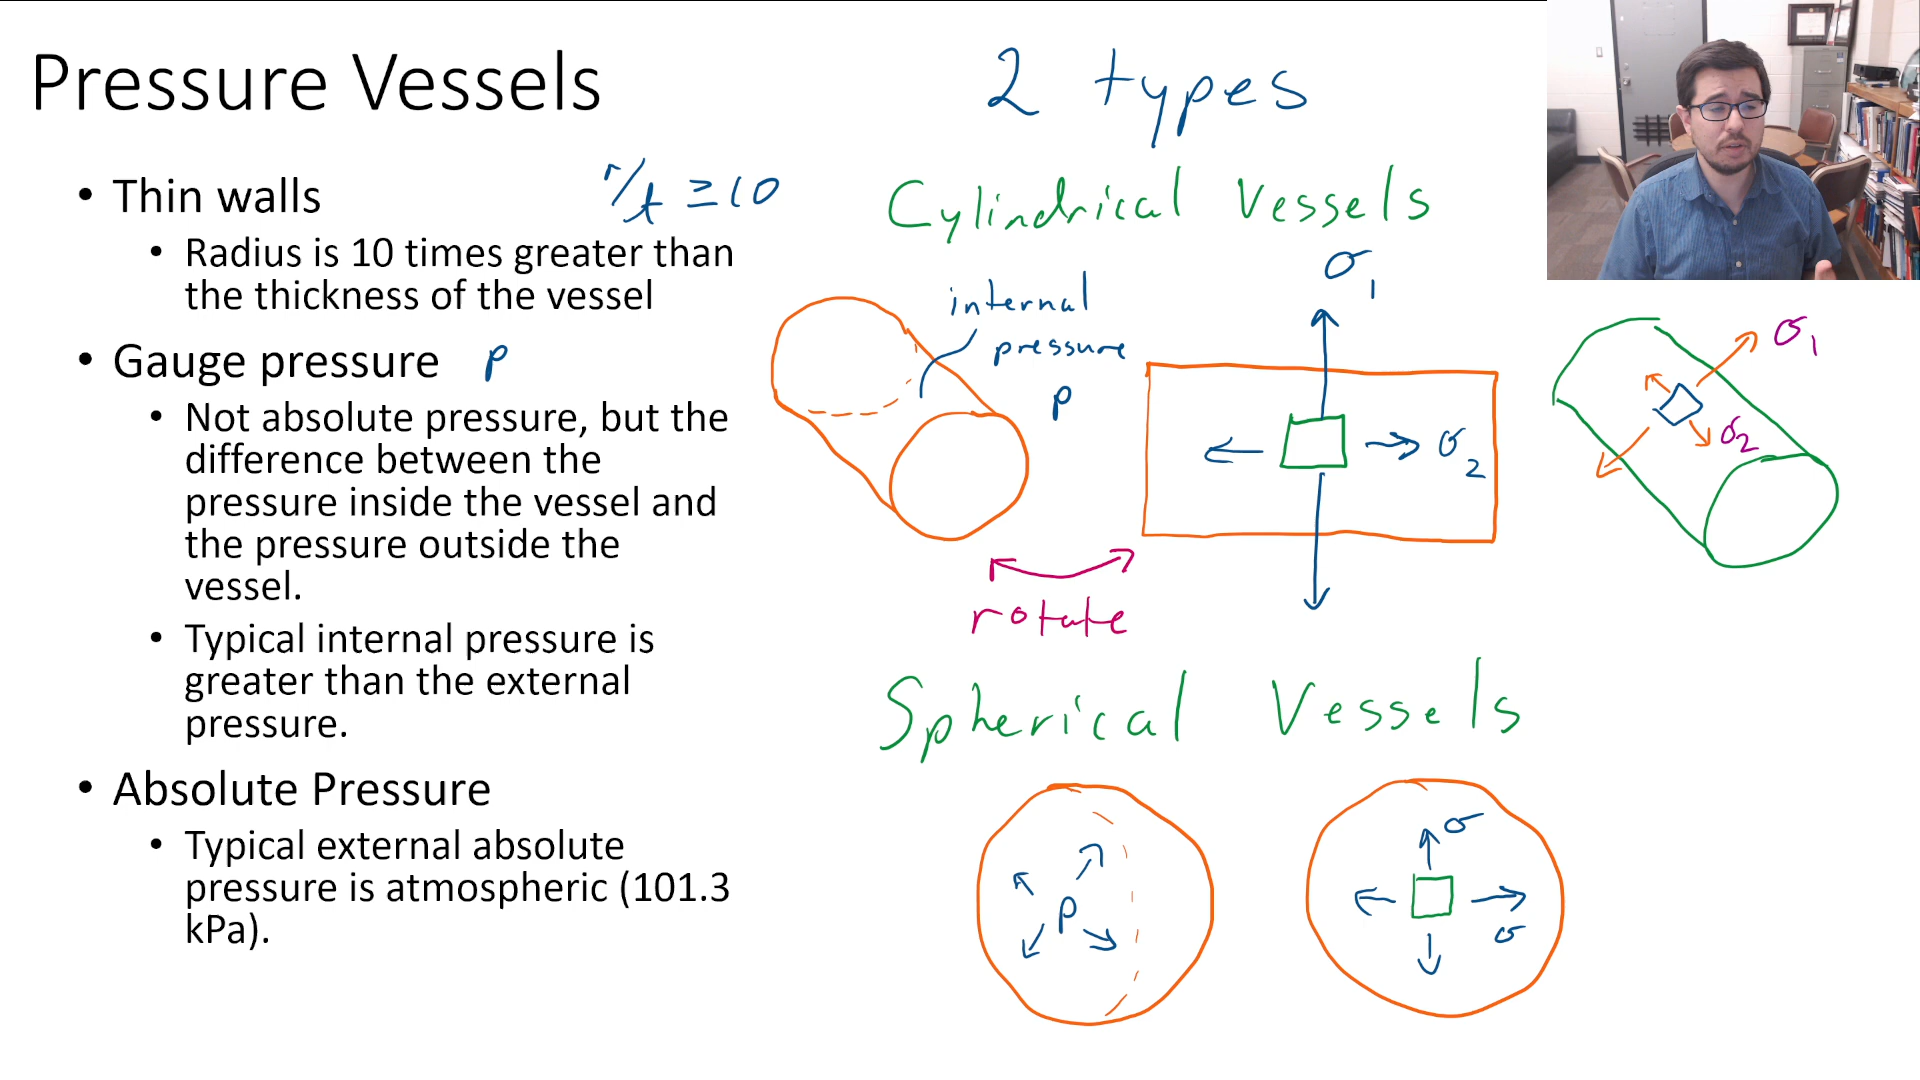 Pressure Vessels
• Thin walls
r/t ≥ 10
• Radius is 10 times greater than
the thickness of the vessel
• Gauge pressure p
• Not absolute pressure, but the
difference between the
pressure inside the vessel and
the pressure outside the
vessel.
• Typical internal pressure is
greater than the external
pressure.
• Absolute Pressure
• Typical external absolute
pressure is atmospheric (101.3
kPa).
2 types
Cylindrical Vessels
internal
pressure
p
σ1
σ2
σ1
σ2
rotate
Spherical Vessels
p
σ
σ